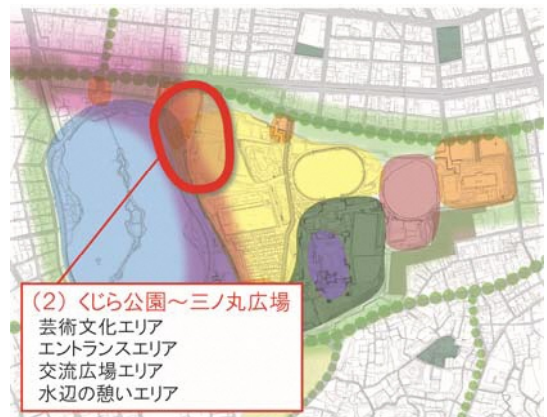 （2） くじら公園～三ノ丸広場
芸術文化エリア
エントランスエリア
交流広場エリア
水辺の憩いエリア